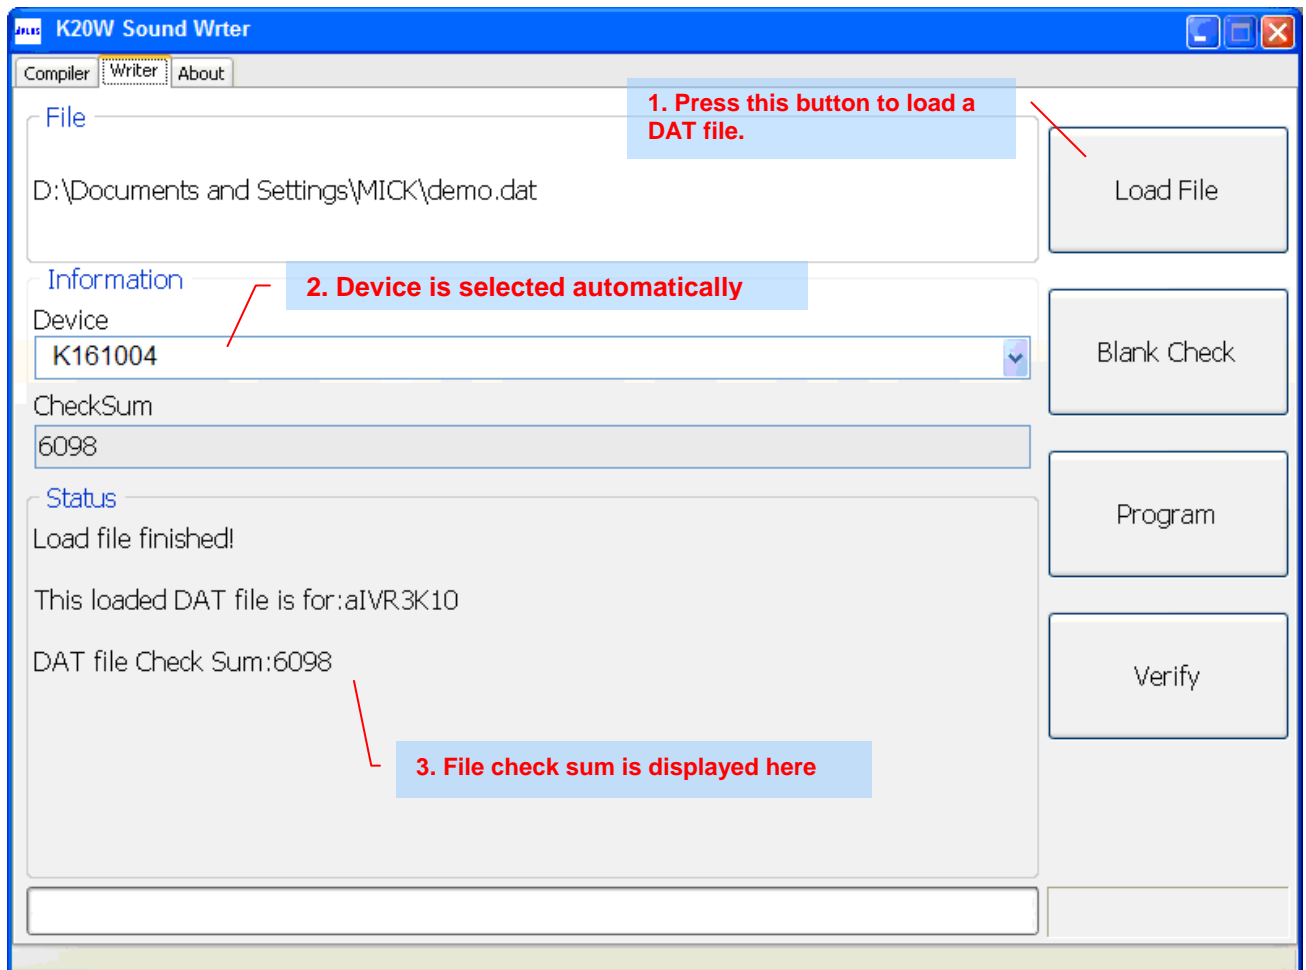 APLUS K20W Sound Wrter
Compiler Writer About
1. Press this button to load a
DAT file.
File
D:\Documents and Settings\MICK\demo.dat
Load File
Information
2. Device is selected automatically
Device
K161004
Blank Check
CheckSum
6098
Status
Load file finished!
Program
This loaded DAT file is for:aIVR3K10
DAT file Check Sum:6098
Verify
3. File check sum is displayed here